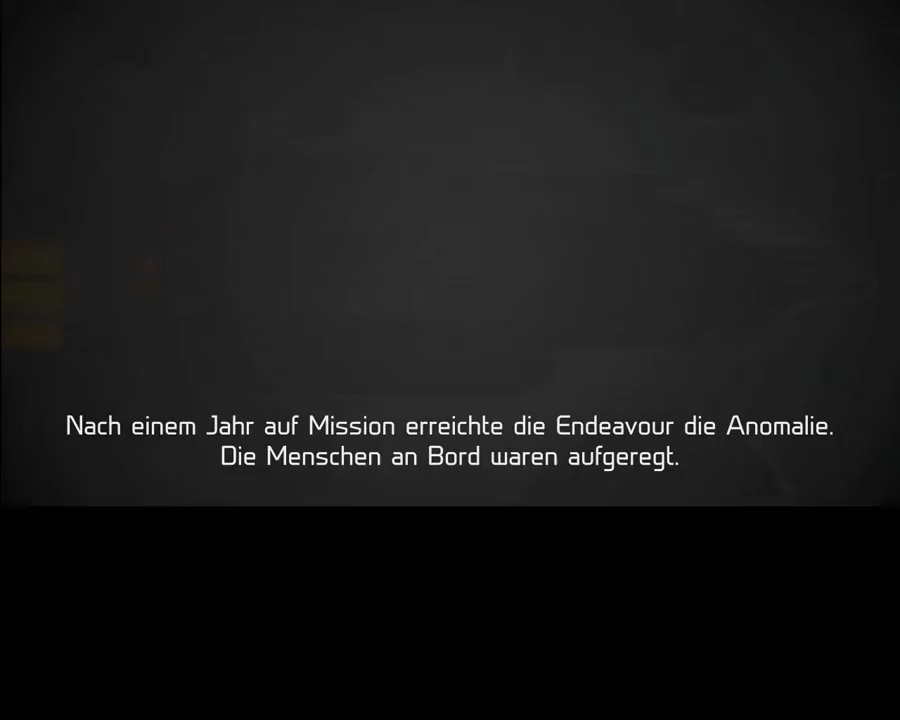 Nach einem Jahr auf Mission erreichte die Endeavour die Anomalie.
Die Menschen an Bord waren aufgeregt.